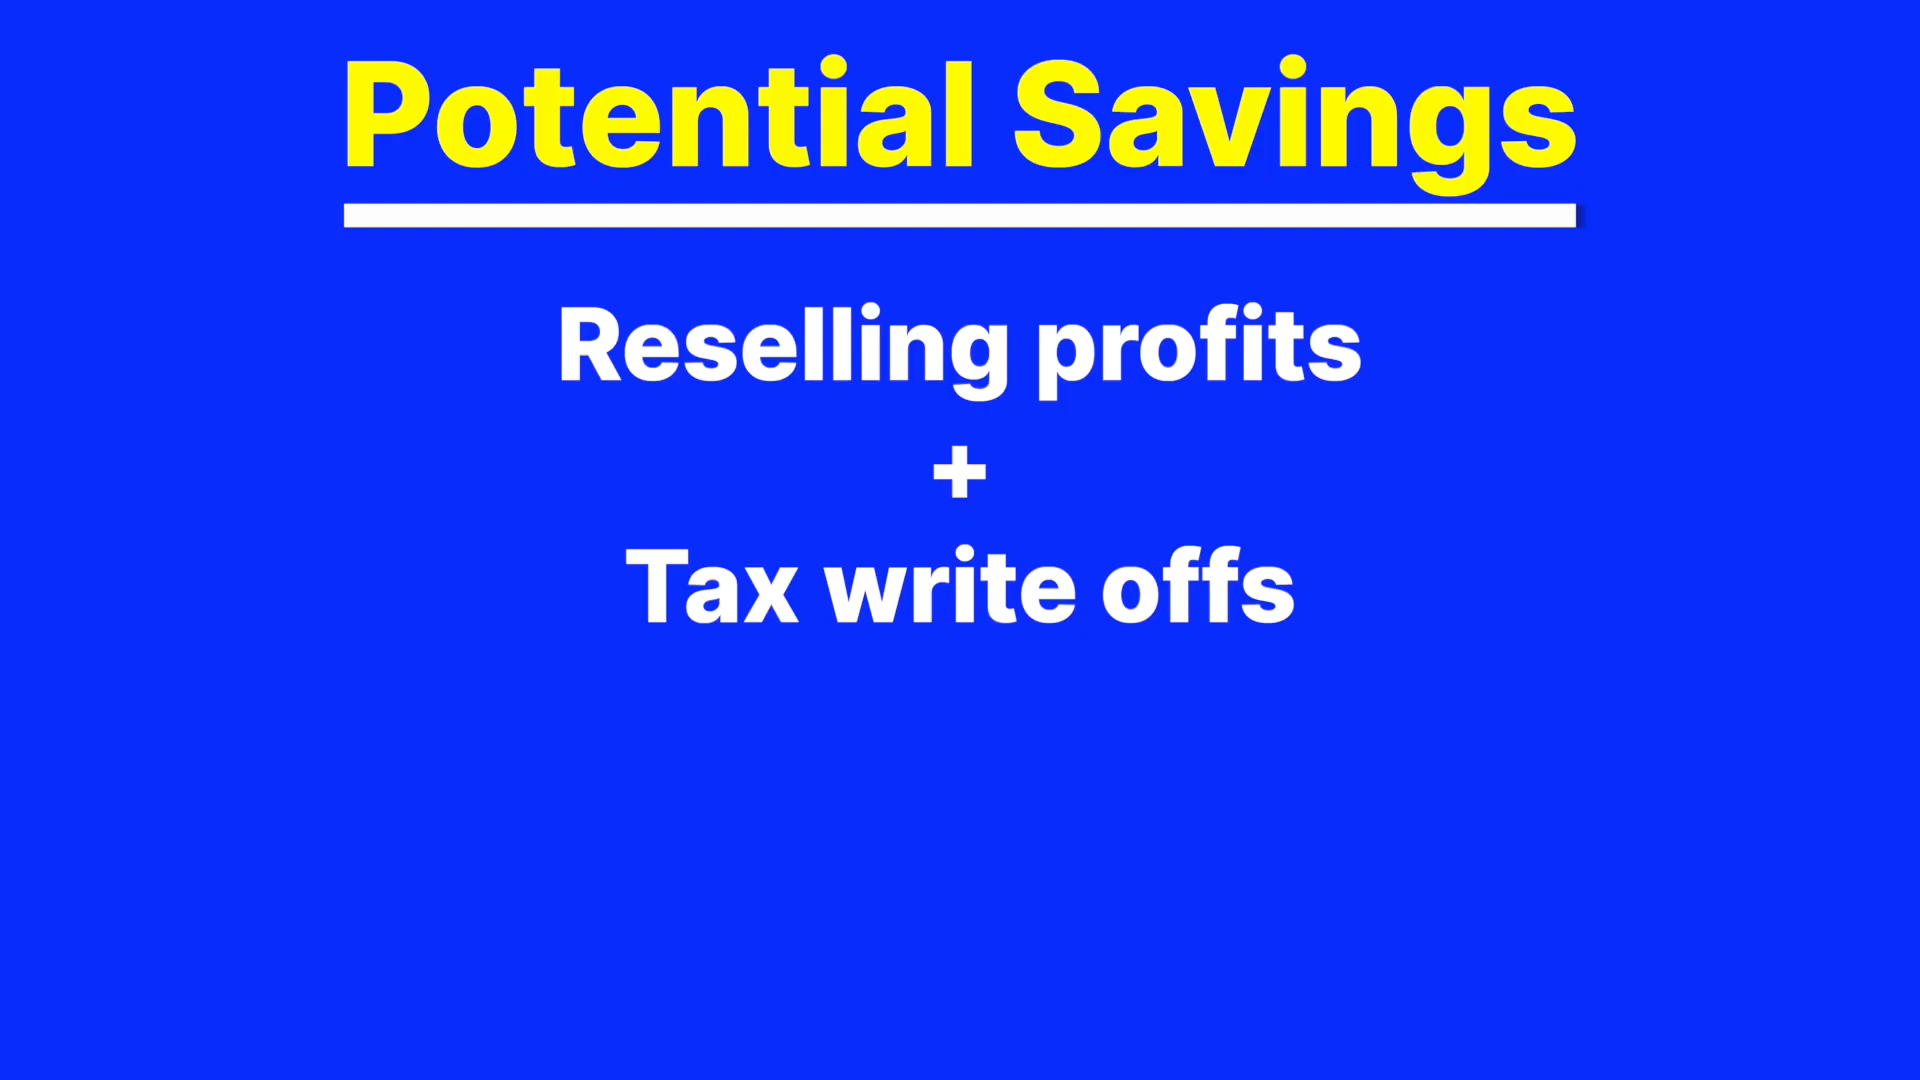 Potential Savings
Reselling profits
+
Tax write offs